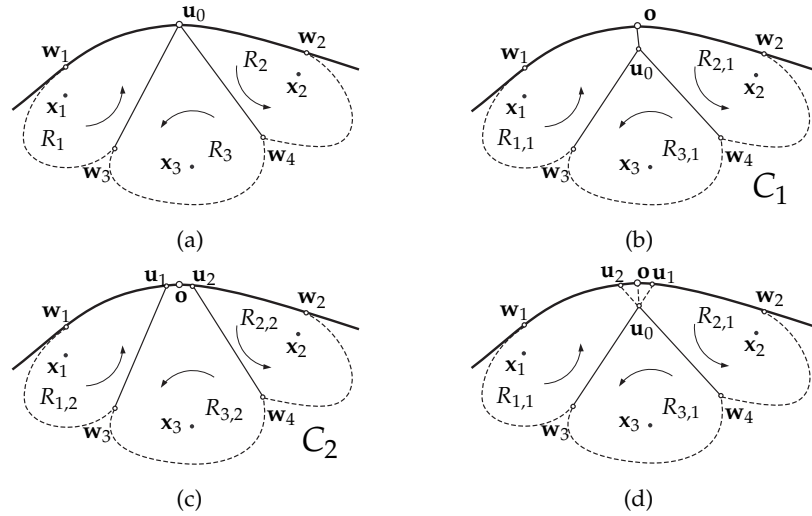 u₀
w₁
w₂
R₂
x₂
x₁
R₁
R₃
w₃
x₃
w₄
(a)
o
w₁
w₂
u₀
R₂,₁
x₂
x₁
R₁,₁
R₃,₁
w₃
x₃
w₄
C₁
(b)
u₁ u₂
o
w₁
w₂
R₂,₂
x₂
x₁
R₁,₂
R₃,₂
w₃
x₃
w₄
C₂
(c)
u₂ o u₁
w₁
w₂
u₀
R₂,₁
x₂
x₁
R₁,₁
R₃,₁
w₃
x₃
w₄
(d)